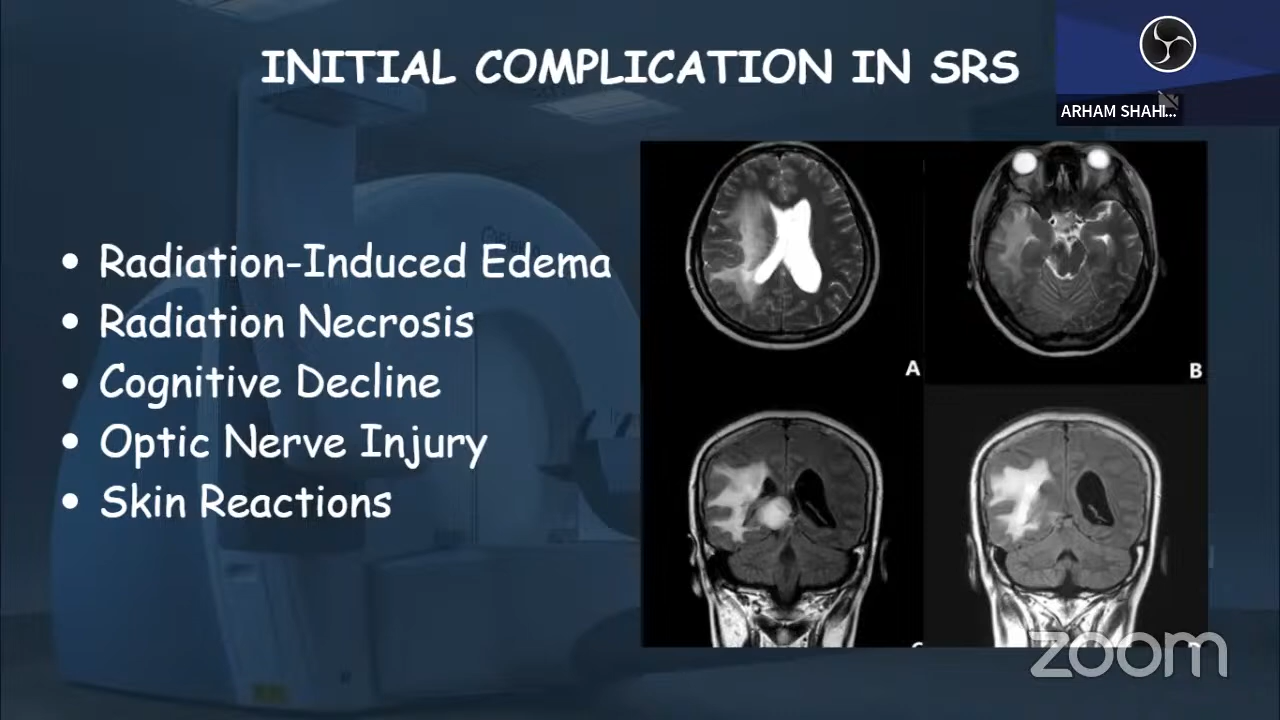 INITIAL COMPLICATION IN SRS
ARHAM SHAHI...
• Radiation-Induced Edema
• Radiation Necrosis
• Cognitive Decline
• Optic Nerve Injury
• Skin Reactions
A
B
zoom